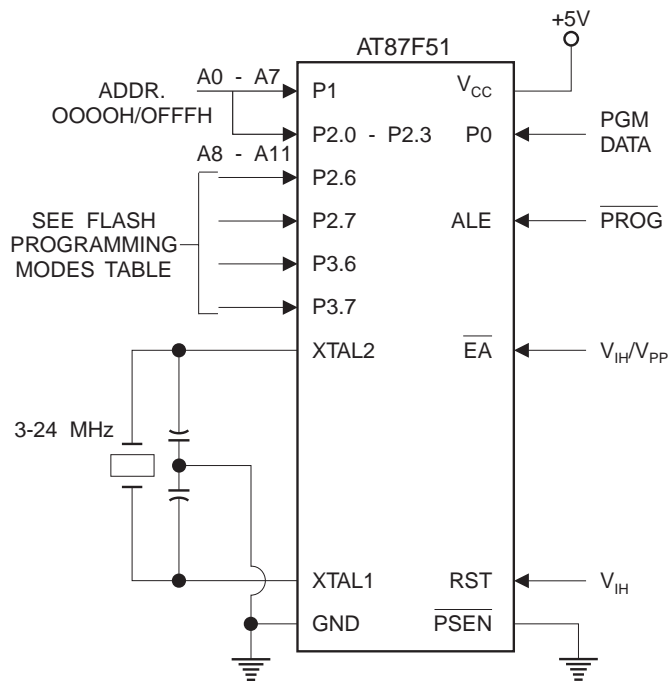 +5V
AT87F51
A0 - A7
ADDR.
OOOOH/OFFFH
P1
VCC
P2.0 - P2.3
P0
PGM
DATA
A8 - A11
P2.6
SEE FLASH
PROGRAMMING
MODES TABLE
P2.7
ALE
PROG
P3.6
P3.7
XTAL2
EA
VIH/VPP
3-24 MHz
XTAL1
RST
VIH
GND
PSEN